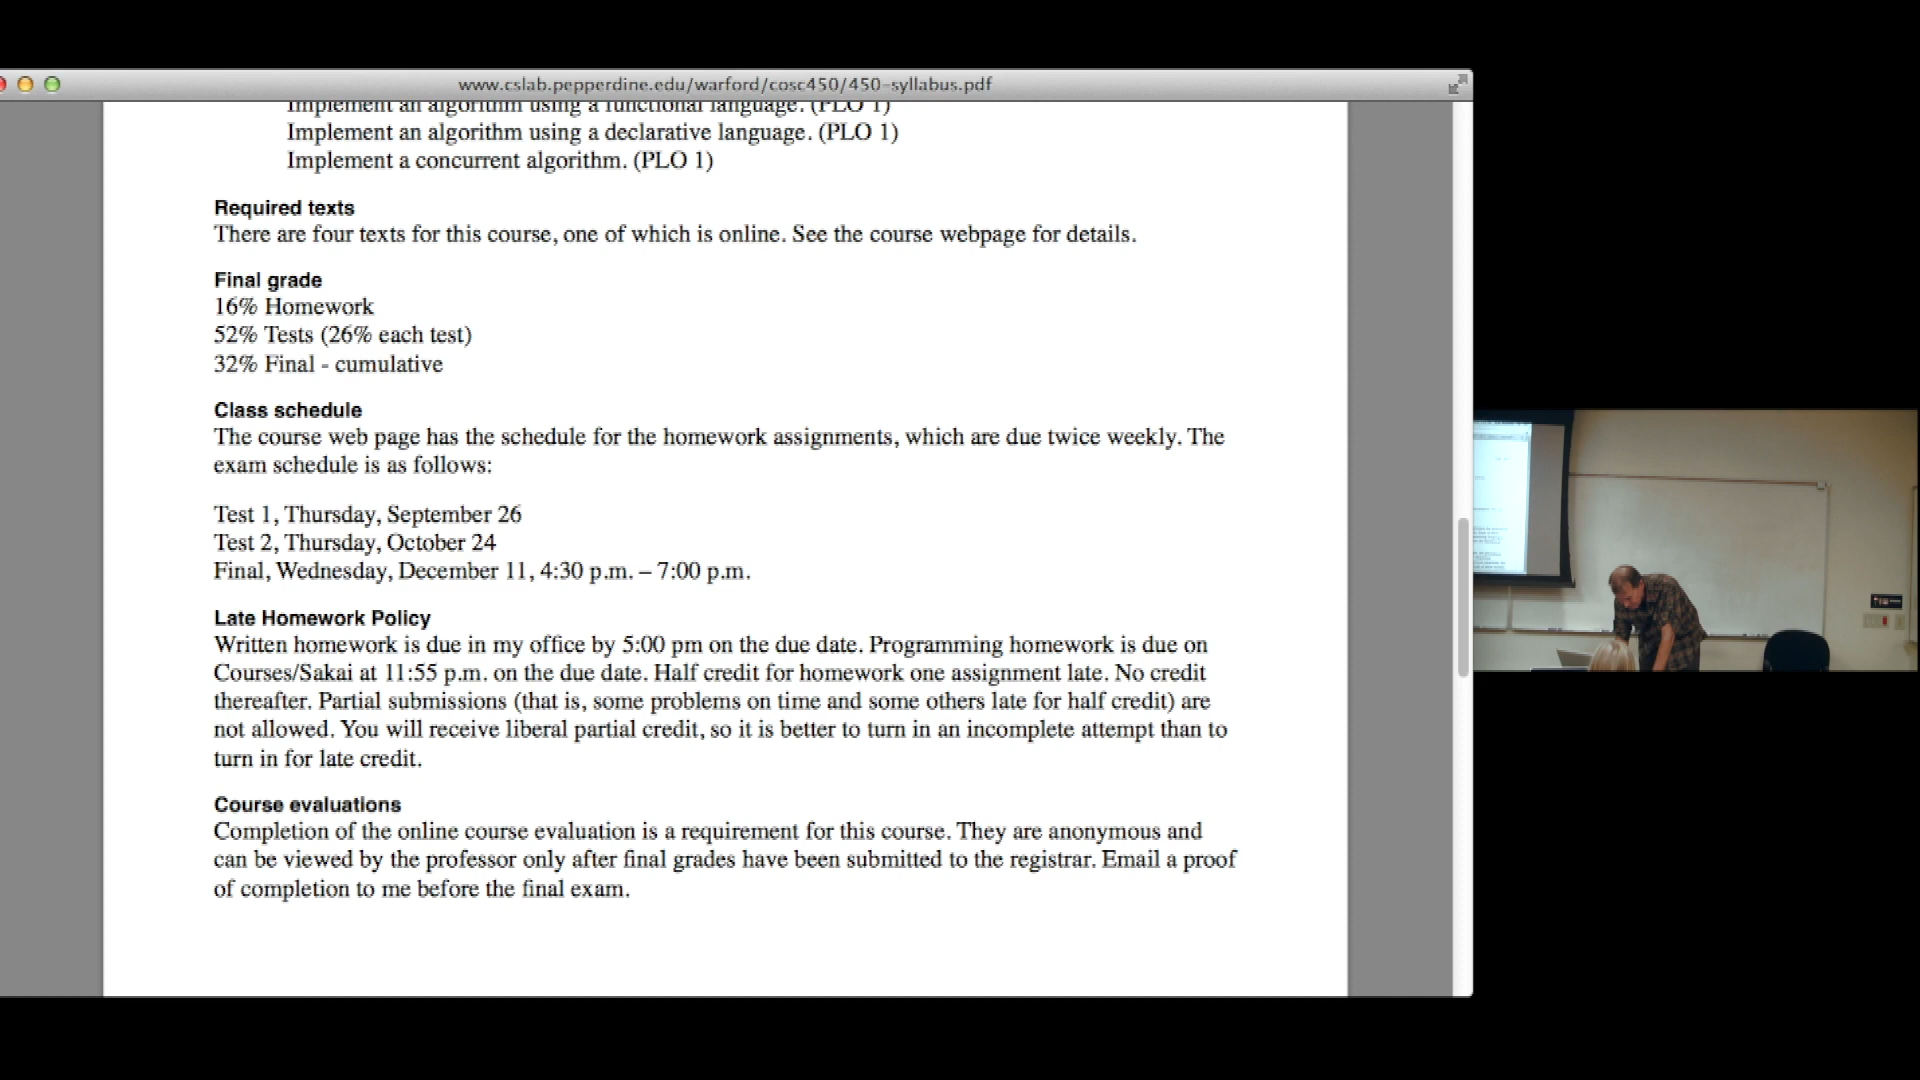 www.cslab.pepperdine.edu/warford/cosc450/450-syllabus.pdf
Implement an algorithm using a functional language. (PLO 1)
Implement an algorithm using a declarative language. (PLO 1)
Implement a concurrent algorithm. (PLO 1)
Required texts
There are four texts for this course, one of which is online. See the course webpage for details.
Final grade
16% Homework
52% Tests (26% each test)
32% Final - cumulative
Class schedule
The course web page has the schedule for the homework assignments, which are due twice weekly. The
exam schedule is as follows:
Test 1, Thursday, September 26
Test 2, Thursday, October 24
Final, Wednesday, December 11, 4:30 p.m. – 7:00 p.m.
Late Homework Policy
Written homework is due in my office by 5:00 pm on the due date. Programming homework is due on
Courses/Sakai at 11:55 p.m. on the due date. Half credit for homework one assignment late. No credit
thereafter. Partial submissions (that is, some problems on time and some others late for half credit) are
not allowed. You will receive liberal partial credit, so it is better to turn in an incomplete attempt than to
turn in for late credit.
Course evaluations
Completion of the online course evaluation is a requirement for this course. They are anonymous and
can be viewed by the professor only after final grades have been submitted to the registrar. Email a proof
of completion to me before the final exam.